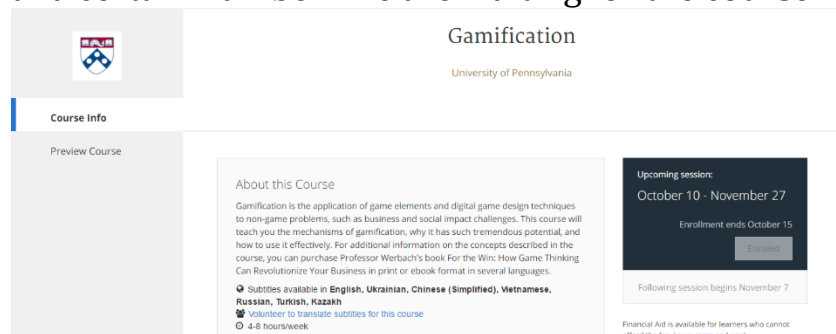 Gamification
University of Pennsylvania
Course Info
Preview Course
About this Course
Gamification is the application of game elements and digital game design techniques
to non-game problems, such as business and social impact challenges. This course will
teach you the mechanisms of gamification, why it has such tremendous potential, and
how to use it effectively. For additional information on the concepts described in the
course, you can purchase Professor Werbach's book For the Win: How Game Thinking
Can Revolutionize Your Business in print or ebook format in several languages.
Subtitles available in English, Ukrainian, Chinese (Simplified), Vietnamese,
Russian, Turkish, Kazakh
Volunteer to translate subtitles for this course
4-8 hours/week
Upcoming session:
October 10 - November 27
Enrollment ends October 15
Enrolled
Following session begins November 7
Financial Aid is available for learners who cannot